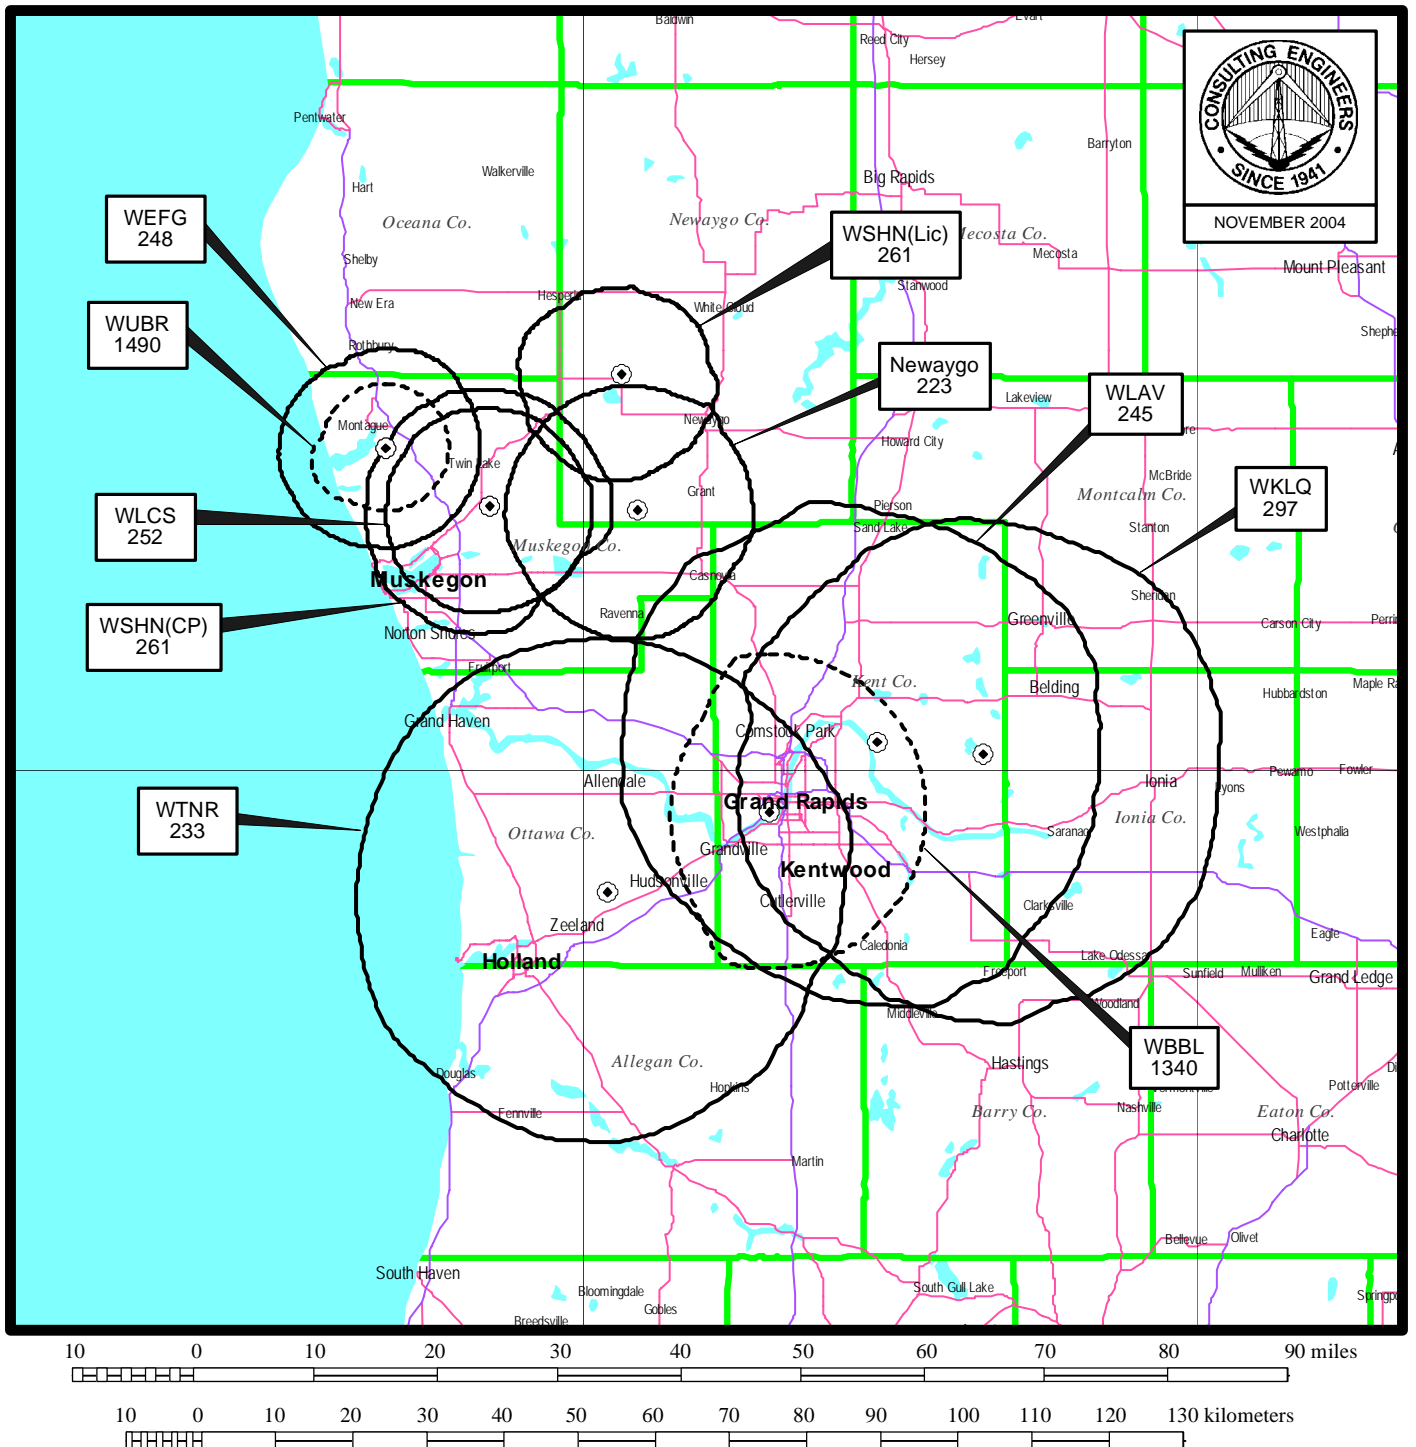 Baldwin
Evart
Reed City
Hersey
CONSULTING ENGINEERS
• SINCE 1941 •
NOVEMBER 2004
Pentwater
Barryton
Walkerville
Big Rapids
Hart
WEFG
248
Oceana Co.
Newaygo Co.
WSHN(Lic)
261
Mecosta Co.
Mecosta
Shelby
Mount Pleasant
Stanwood
New Era
Hesperia
White Cloud
WUBR
1490
Rothbury
Shephe
Newaygo
223
WLAV
245
Lakeview
Montague
Newaygo
Howard City
ore
Twin Lake
McBride
Grant
Montcalm Co.
WKLQ
297
WLCS
252
Pierson
Sand Lake
Stanton
Muskegon Co.
Muskegon
Casnovia
Sheridan
WSHN(CP)
261
Ravenna
Greenville
Carson City
Perrin
Norton Shores
Fruitport
Kent Co.
Belding
Hubbardston
Maple Ra
Grand Haven
Comstock Park
Allendale
Ionia
Pewamo
Fowler
Lyons
WTNR
233
Grand Rapids
Ottawa Co.
Saranac
Ionia Co.
Westphalia
Grandville
Kentwood
Hudsonville
Cutlerville
Clarksville
Zeeland
Eagle
Caledonia
Lake Odessa
Holland
Freeport
Sunfield
Mulliken
Grand Ledge
Woodland
Middleville
WBBL
1340
Allegan Co.
Hastings
Douglas
Hopkins
Vermontville
Potterville
Di
Fennville
Barry Co.
Nashville
Eaton Co.
Charlotte
Martin
Bellevue
Olivet
South Haven
South Gull Lake
Bloomingdale
Gobles
Springpo
Breedsville
10 0 10 20 30 40 50 60 70 80 90 miles
10 0 10 20 30 40 50 60 70 80 90 100 110 120 130 kilometers